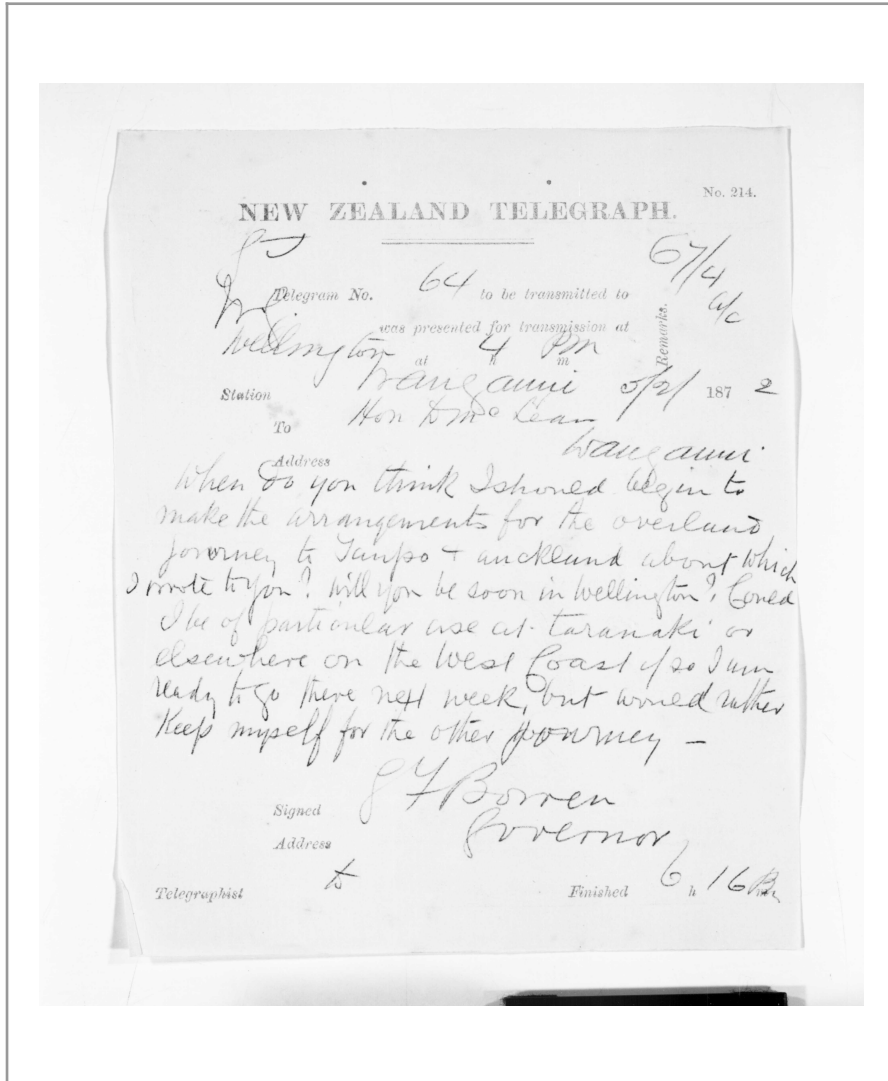 No. 214.
NEW ZEALAND TELEGRAPH.
67/4
a/c
Remarks.
Telegram No. 64 to be transmitted to
was presented for transmission at
Wellington at 4 h PM m
Station Wanganui 5/2/ 1872
To Hon D McLean
Address Wanganui
When do you think I should begin to
make the arrangements for the overland
journey to Taupo + auckland about which
I wrote to you? will you be soon in Wellington? Could
I be of particular use at taranaki or
elsewhere on the West Coast if so I am
ready to go there next week, but would rather
Keep myself for the other journey –
Signed G F Bowen
Address Governor
Telegraphist
Finished 6 h 16